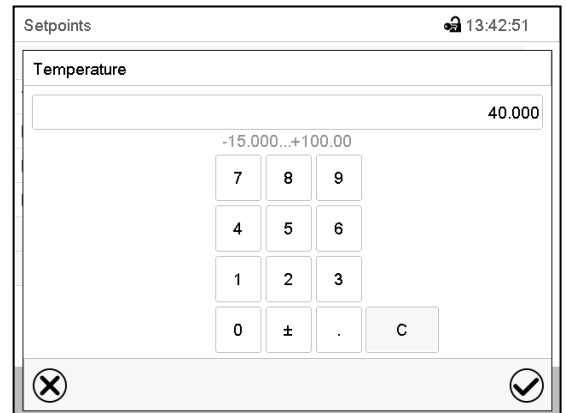 Setpoints 13:42:51
Temperature
40.000
-15.000...+100.00
7 8 9
4 5 6
1 2 3
0 ± . C